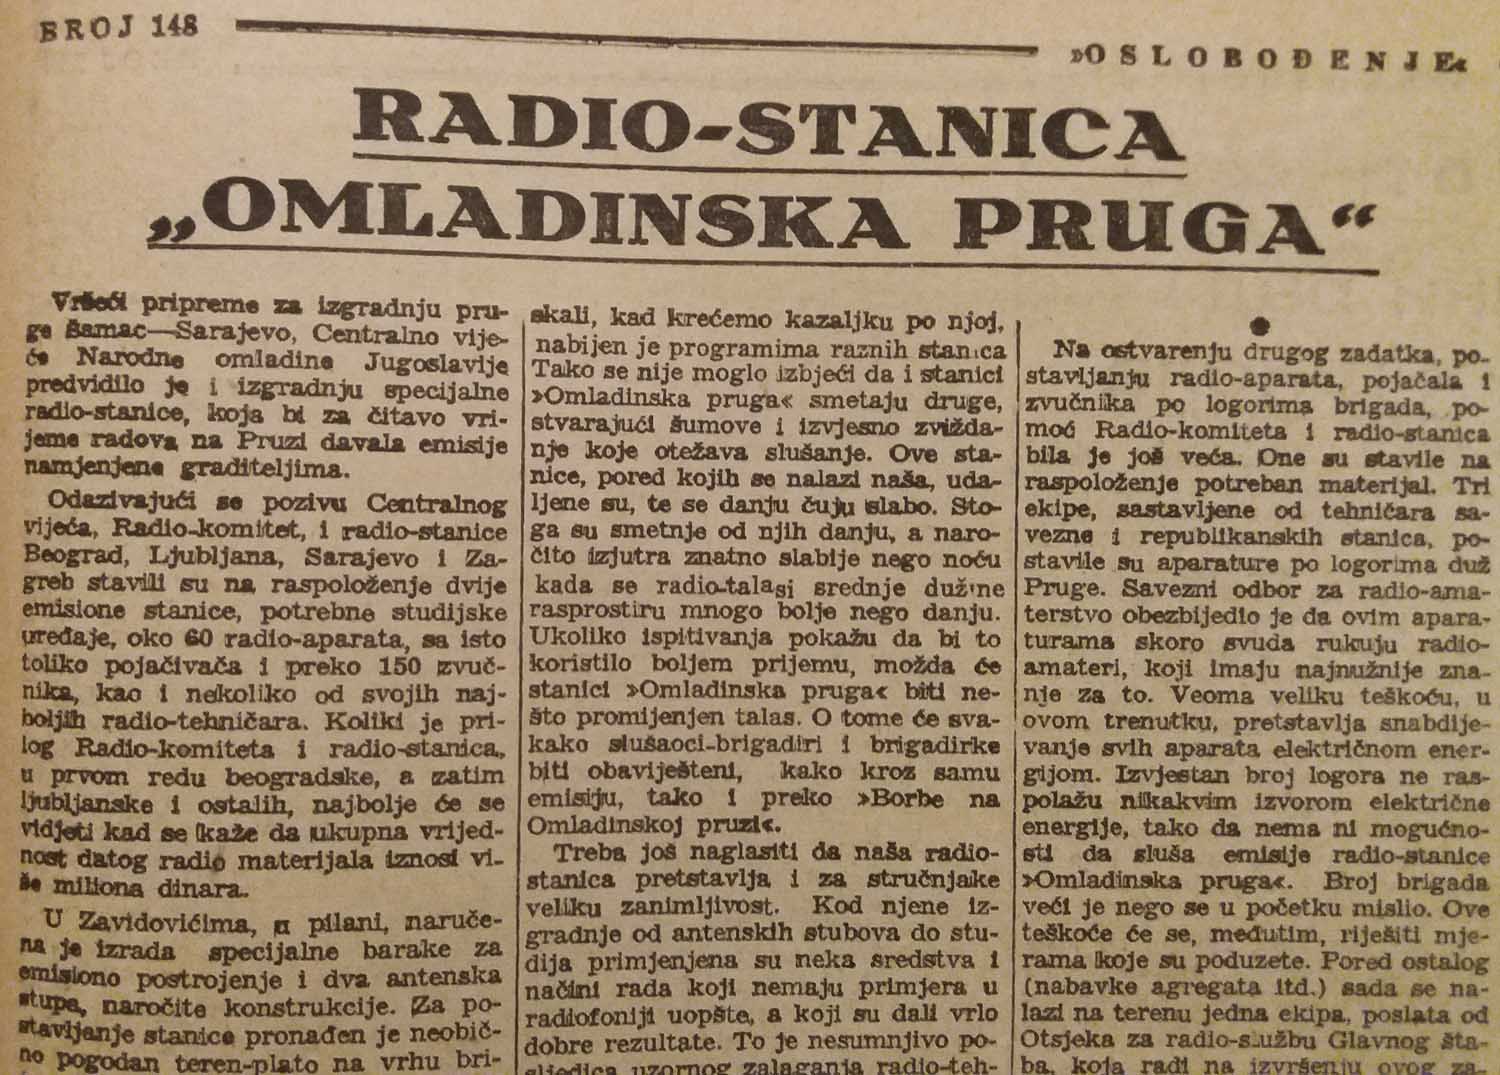 BROJ 148
»OSLOBOĐENJE«
RADIO-STANICA
„OMLADINSKA PRUGA“
Vršeći pripreme za izgradnju pru-
ge Šamac—Sarajevo, Centralno vije-
će Narodne omladine Jugoslavije
predvidilo je i izgradnju specijalne
radio-stanice, koja bi za čitavo vri-
jeme radova na Pruzi davala emisije
namjenjene graditeljima.
Odazivajući se pozivu Centralnog
vijeća, Radio-komitet, i radio-stanice
Beograd, Ljubljana, Sarajevo i Za-
greb stavili su na raspoloženje dvije
emisione stanice, potrebne studijske
uređaje, oko 60 radio-aparata, sa isto
toliko pojačivača i preko 150 zvuč-
nika, kao i nekoliko od svojih naj-
boljih radio-tehničara. Koliki je pri-
log Radio-komiteta i radio-stanica,
u prvom redu beogradske, a zatim
ljubljanske i ostalih, najbolje će se
vidjeti kad se kaže da ukupna vrijed-
nost datog radio materijala iznosi vi-
še miliona dinara.
U Zavidovićima, u pilani, naruče-
na je izrada specijalne barake za
emisiono postrojenje i dva antenska
stupa, naročite konstrukcije. Za po-
stavljanje stanice pronađen je neobič-
no pogodan teren-plato na vrhu bri-
skali, kad krećemo kazaljku po njoj,
nabijen je programima raznih stanica
Tako se nije moglo izbjeći da i stanici
»Omladinska pruga« smetaju druge,
stvarajući šumove i izvjesno zvižda-
nje koje otežava slušanje. Ove sta-
nice, pored kojih se nalazi naša, uda-
ljene su, te se danju čuju slabo. Sto-
ga su smetnje od njih danju, a naro-
čito izjutra znatno slabije nego noću
kada se radio-talasi srednje dužine
rasprostiru mnogo bolje nego danju.
Ukoliko ispitivanja pokažu da bi to
koristilo boljem prijemu, možda će
stanici »Omladinska pruga« biti ne-
što promijenjen talas. O tome će sva-
kako slušaoci-brigadiri i brigadirke
biti obaviješteni, kako kroz samu
emisiju, tako i preko »Borbe na
Omladinskoj pruzi«.
Treba još naglasiti da naša radio-
stanica pretstavlja i za stručnjake
veliku zanimljivost. Kod njene iz-
gradnje od antenskih stubova do stu-
dija primjenjena su neka sredstva i
načini rada koji nemaju primjera u
radiofoniji uopšte, a koji su dali vrlo
dobre rezultate. To je nesumnjivo po-
sljedica uzornog zalaganja radio-teh-
●
Na ostvarenju drugog zadatka, po-
stavljanju radio-aparata, pojačala i
zvučnika po logorima brigada, po-
moć Radio-komiteta i radio-stanica
bila je još veća. One su stavile na
raspoloženje potreban materijal. Tri
ekipe, sastavljene od tehničara sa-
vezne i republikanskih stanica, po-
stavile su aparature po logorima duž
Pruge. Savezni odbor za radio-ama-
terstvo obezbijedio je da ovim apara-
turama skoro svuda rukuju radio-
amateri, koji imaju najnužnije zna-
nje za to. Veoma veliku teškoću, u
ovom trenutku, pretstavlja snabdije-
vanje svih aparata električnom ener-
gijom. Izvjestan broj logora ne ras-
polažu nikakvim izvorom električne
energije, tako da nema ni mogućno-
sti da sluša emisije radio-stanice
»Omladinska pruga«. Broj brigada
veći je nego se u početku mislio. Ove
teškoće će se, međutim, riješiti mje-
rama koje su poduzete. Pored ostalog
(nabavke agregata itd.) sada se na-
lazi na terenu jedna ekipa, poslata od
Otsjeka za radio-službu Glavnog šta-
ba, koja radi na izvršenju ovog za-